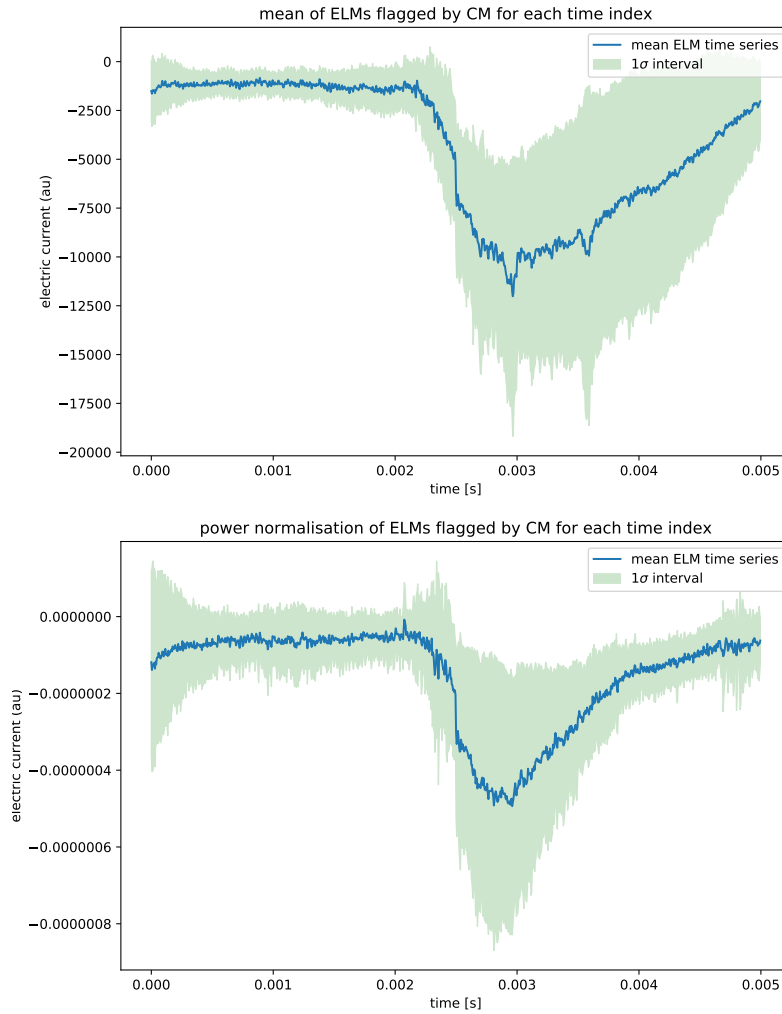 mean of ELMs flagged by CM for each time index
mean ELM time series
1σ interval
0
−2500
−5000
−7500
−10000
−12500
−15000
−17500
−20000
electric current (au)
0.000
0.001
0.002
0.003
0.004
0.005
time [s]
power normalisation of ELMs flagged by CM for each time index
mean ELM time series
1σ interval
0.0000000
−0.0000002
−0.0000004
−0.0000006
−0.0000008
electric current (au)
0.000
0.001
0.002
0.003
0.004
0.005
time [s]